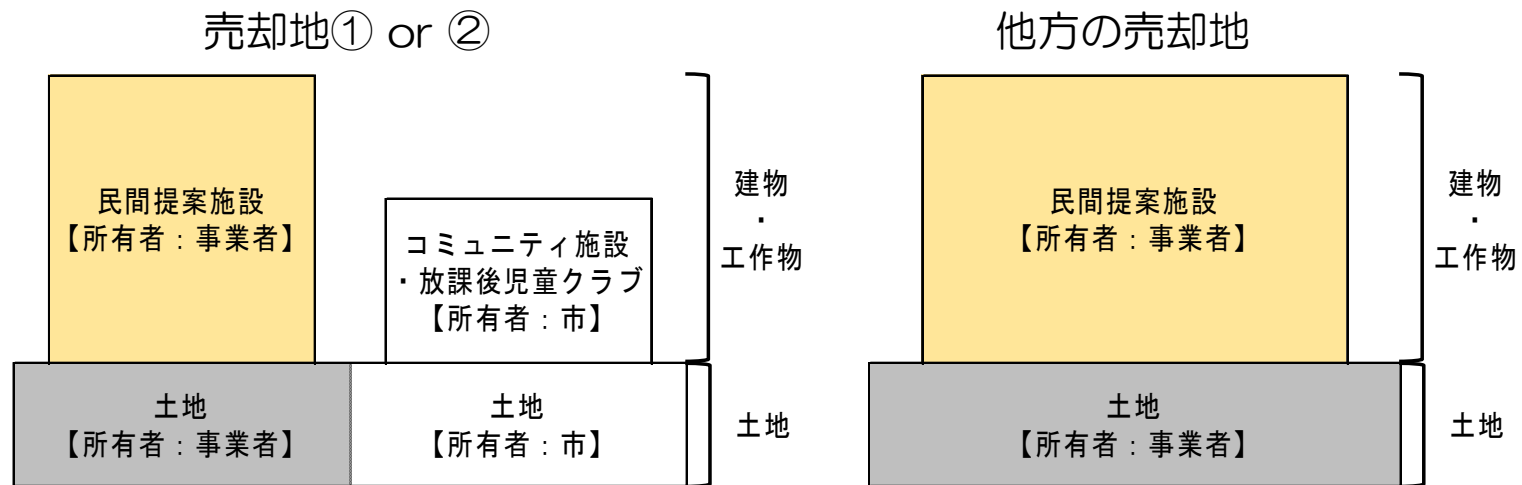 売却地① or ②
民間提案施設
【所有者：事業者】
コミュニティ施設
・放課後児童クラブ
【所有者：市】
建物
・
工作物
土地
【所有者：事業者】
土地
【所有者：市】
土地
他方の売却地
民間提案施設
【所有者：事業者】
建物
・
工作物
土地
【所有者：事業者】
土地